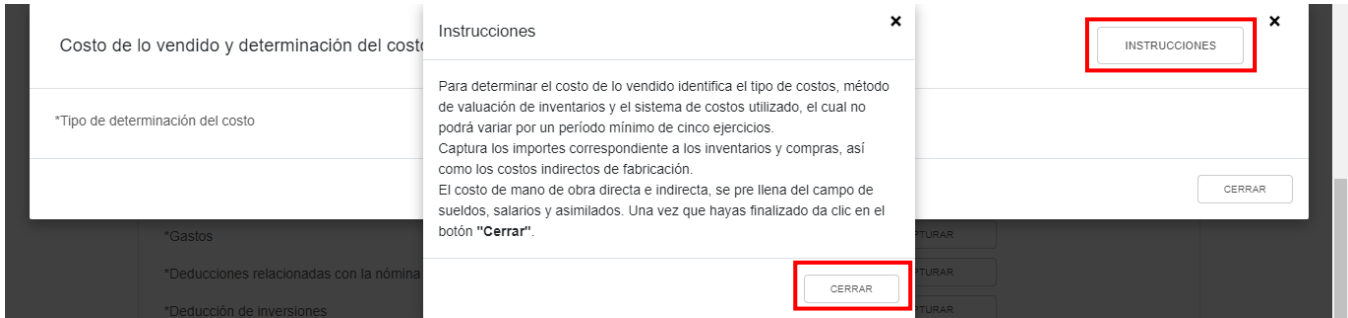 Costo de lo vendido y determinación del cost
INSTRUCCIONES
*Tipo de determinación del costo
CERRAR
Instrucciones
Para determinar el costo de lo vendido identifica el tipo de costos, método
de valuación de inventarios y el sistema de costos utilizado, el cual no
podrá variar por un período mínimo de cinco ejercicios.
Captura los importes correspondiente a los inventarios y compras, así
como los costos indirectos de fabricación.
El costo de mano de obra directa e indirecta, se pre llena del campo de
sueldos, salarios y asimilados. Una vez que hayas finalizado da clic en el
botón "Cerrar".
CERRAR
*Gastos
PTURAR
*Deducciones relacionadas con la nómina
PTURAR
*Deducción de inversiones
PTURAR